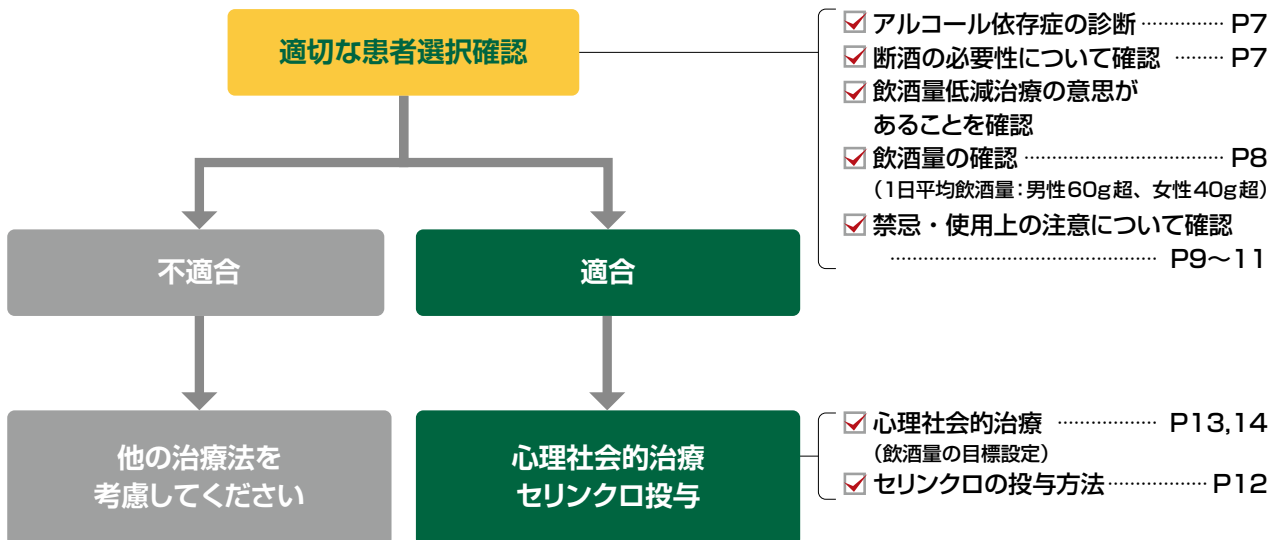 適切な患者選択確認
アルコール依存症の診断 …………… P7
断酒の必要性について確認 ……… P7
飲酒量低減治療の意思が
あることを確認
飲酒量の確認 ……………………………… P8
(1日平均飲酒量:男性60g超、女性40g超)
禁忌・使用上の注意について確認
…………………………………… P9〜11
不適合
適合
他の治療法を
考慮してください
心理社会的治療
セリンクロ投与
心理社会的治療 ……………… P13,14
(飲酒量の目標設定)
セリンクロの投与方法 ……………… P12